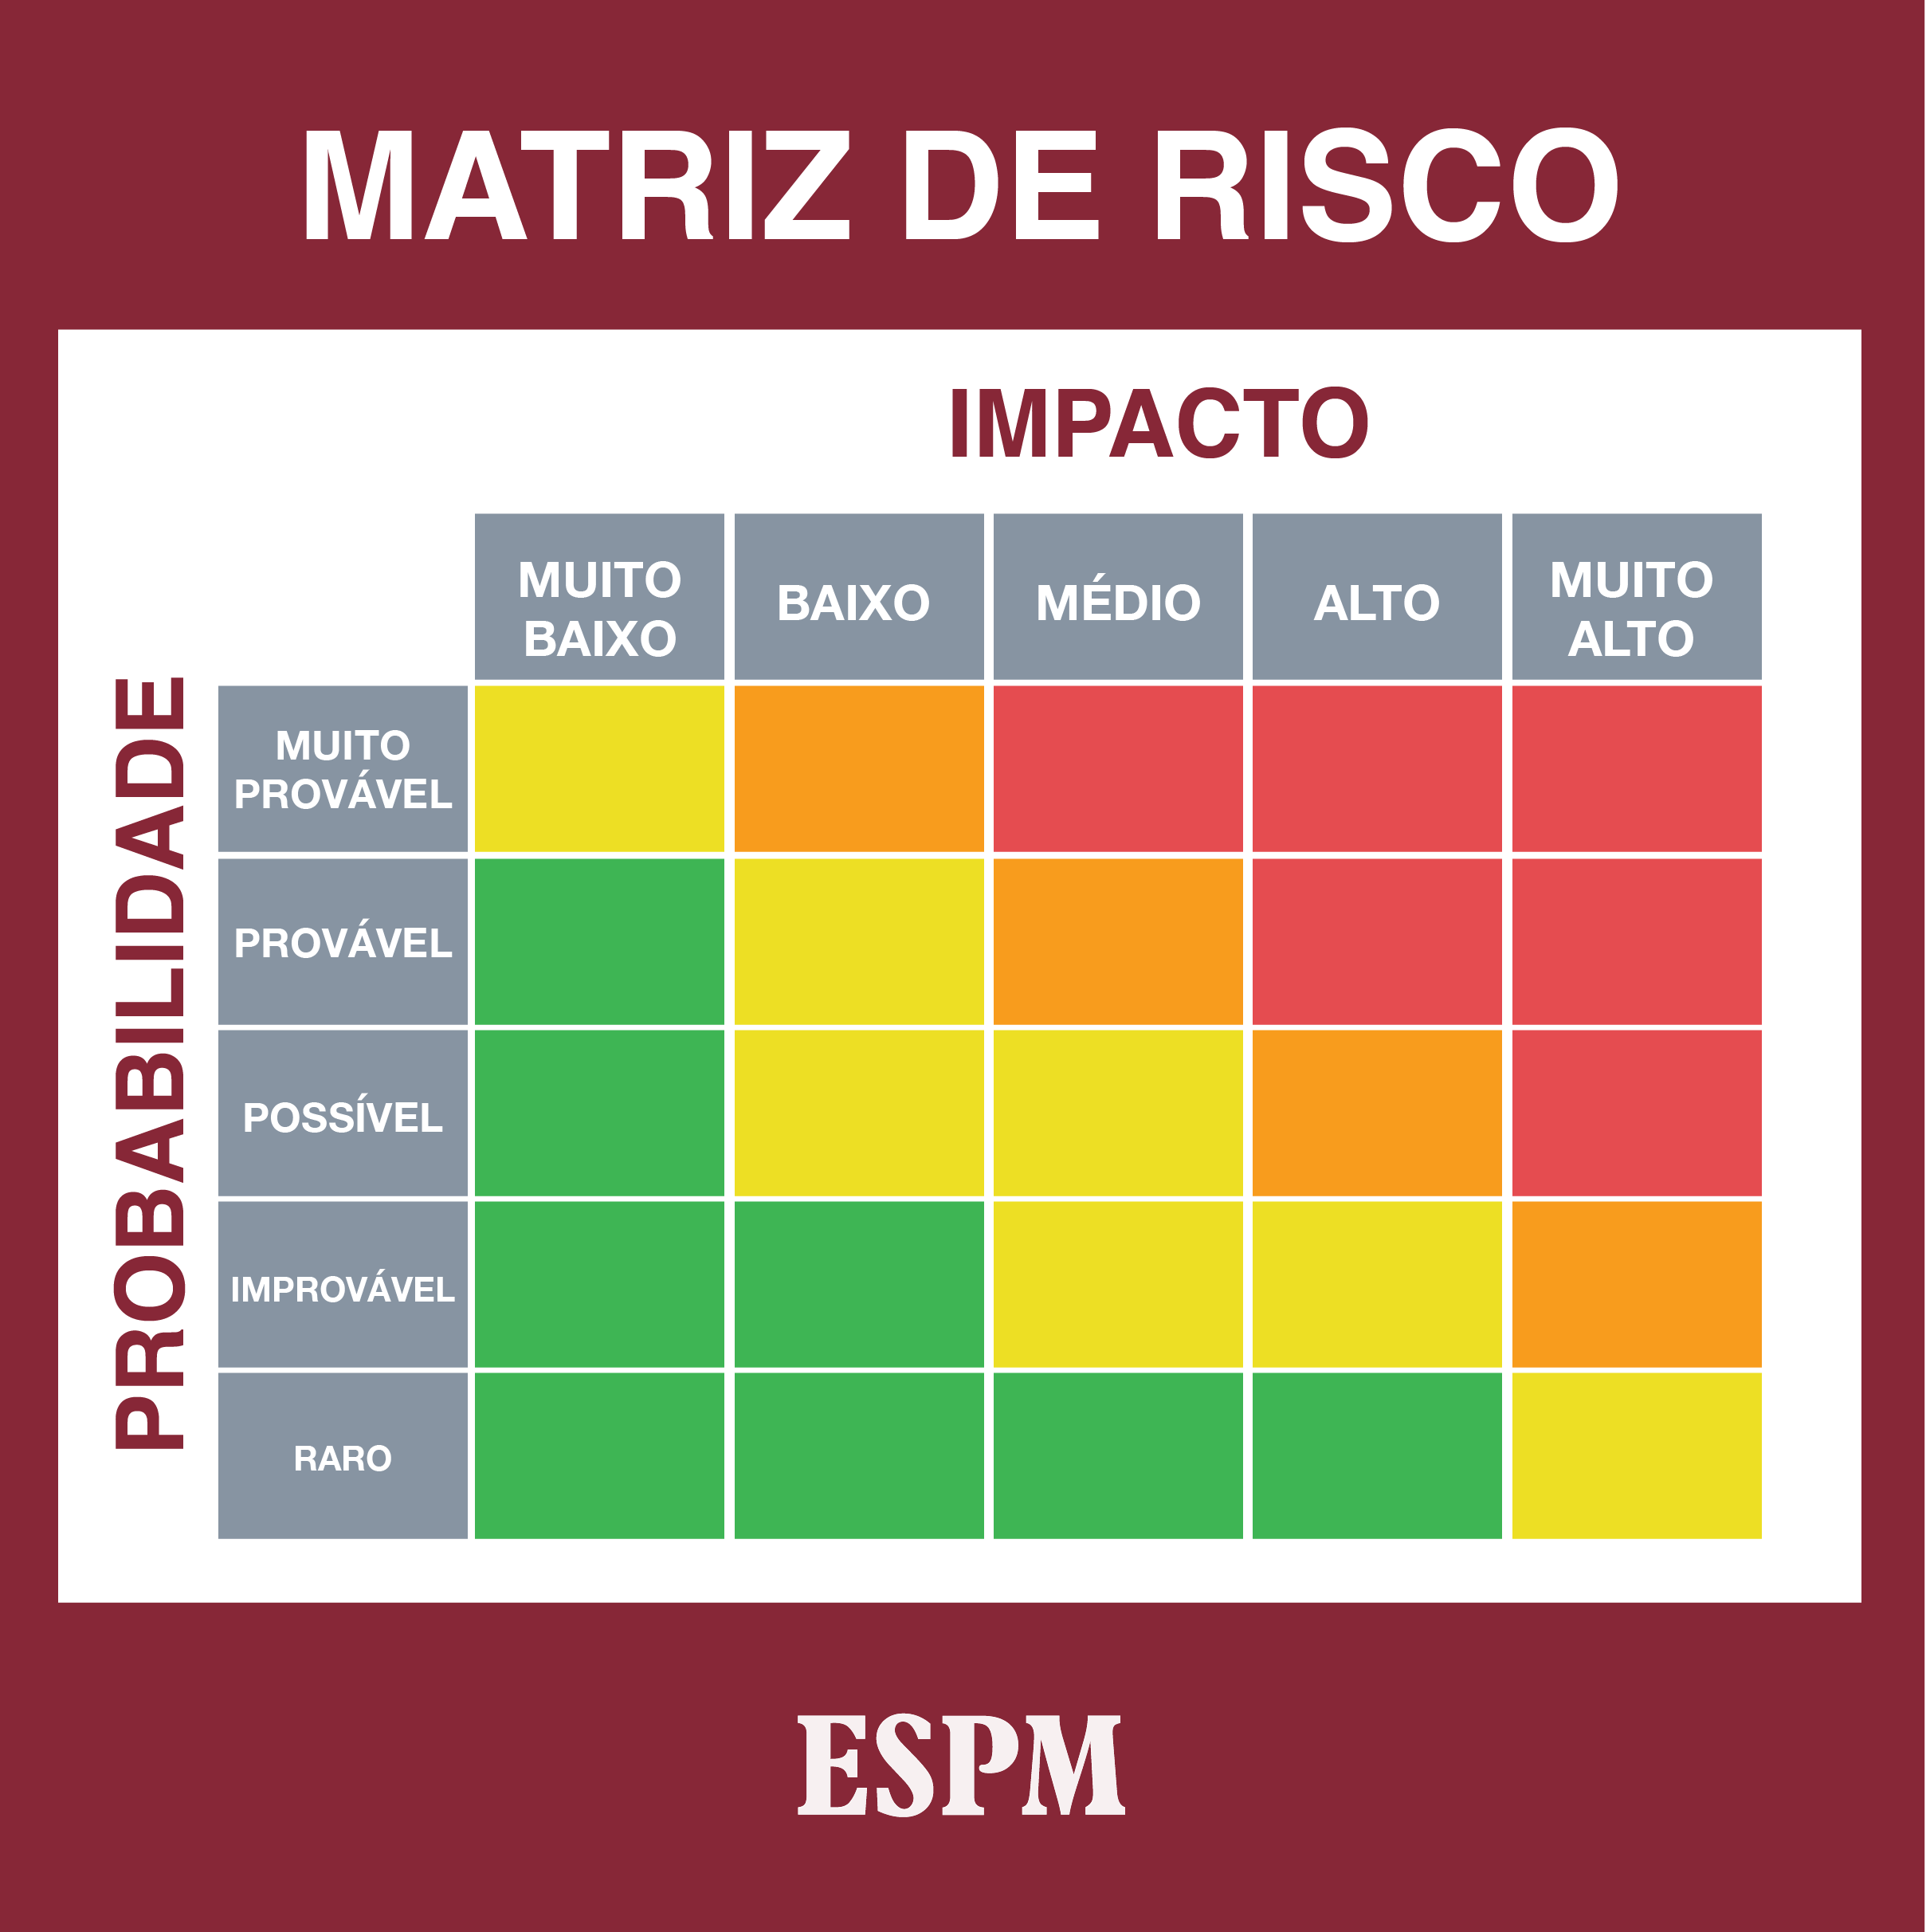 MATRIZ DE RISCO
IMPACTO
MUITO
BAIXO
BAIXO
MÉDIO
ALTO
MUITO
ALTO
PROBABILIDADE
MUITO
PROVÁVEL
PROVÁVEL
POSSÍVEL
IMPROVÁVEL
RARO
ESPM